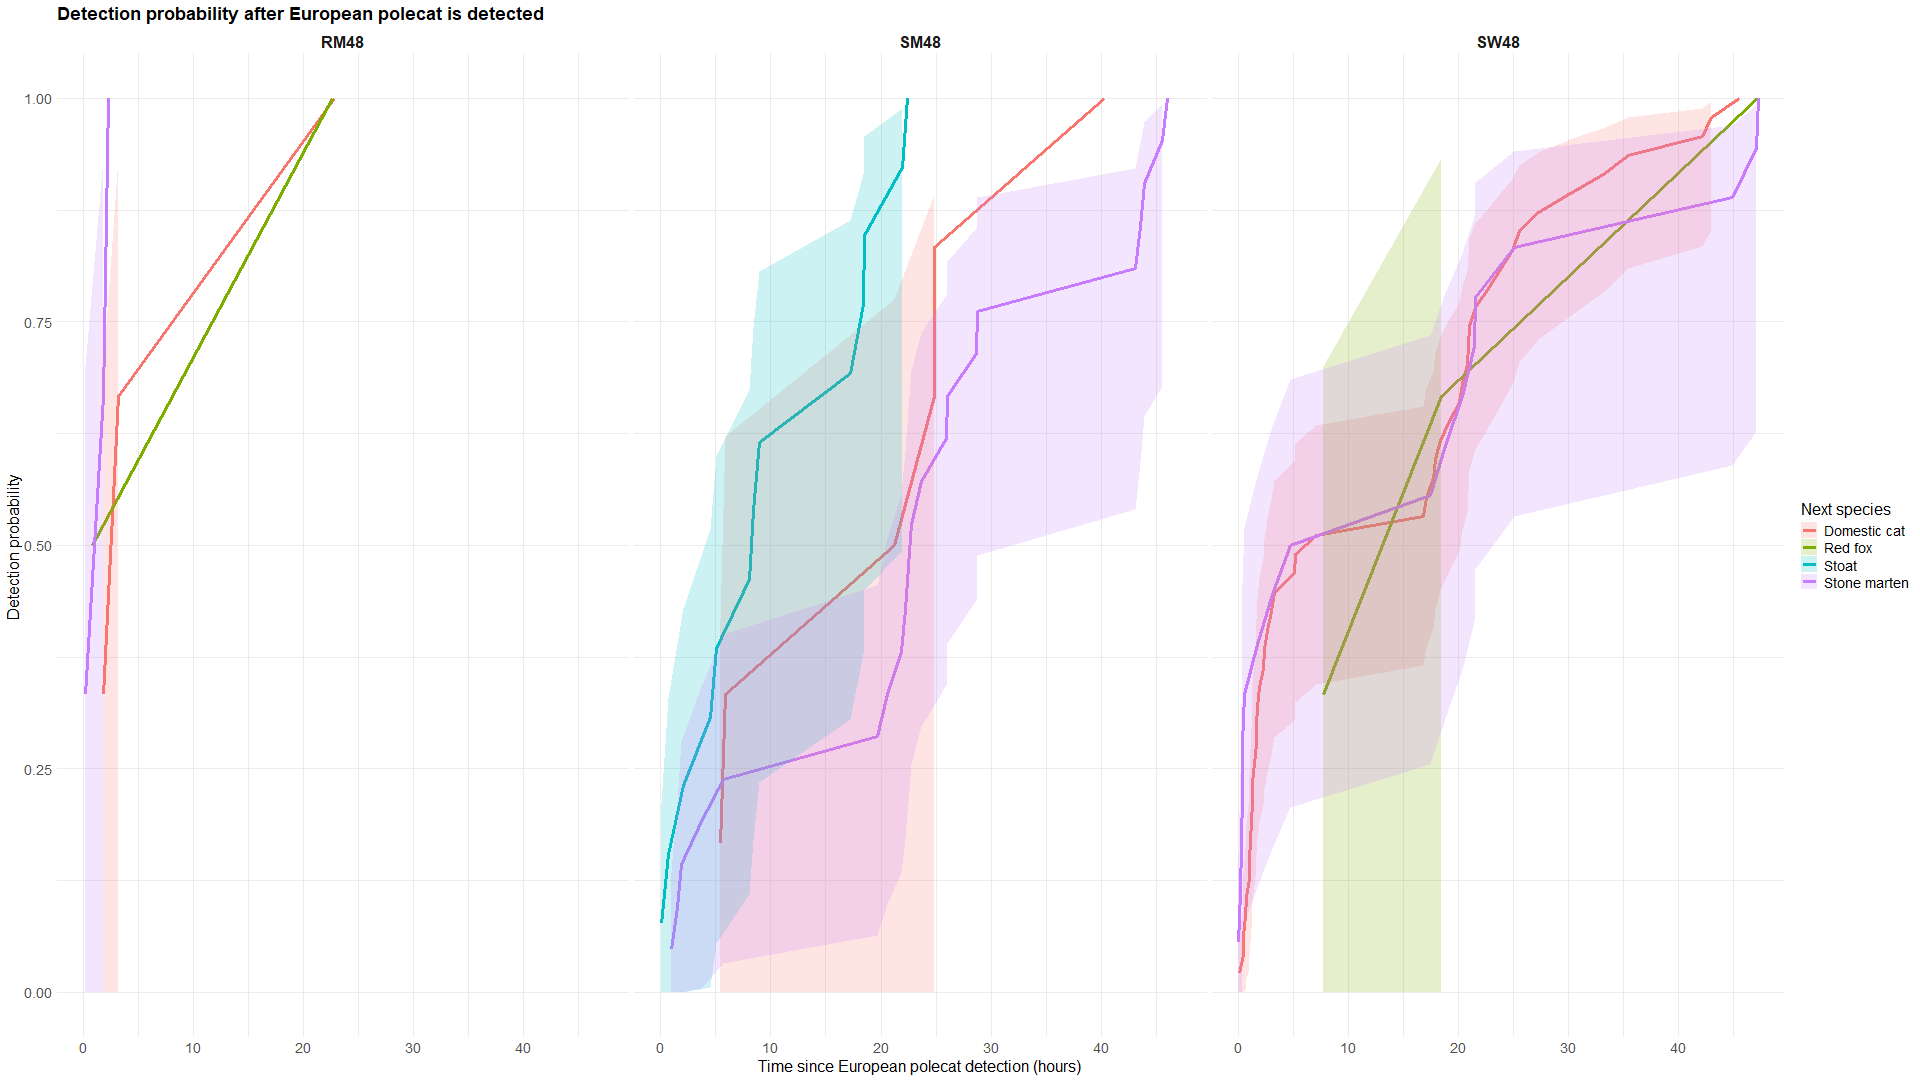 Detection probability after European polecat is detected
RM48
SM48
SW48
Detection probability
1.00
0.75
0.50
0.25
0.00
0 10 20 30 40
0 10 20 30 40
0 10 20 30 40
Time since European polecat detection (hours)
Next species
Domestic cat
Red fox
Stoat
Stone marten